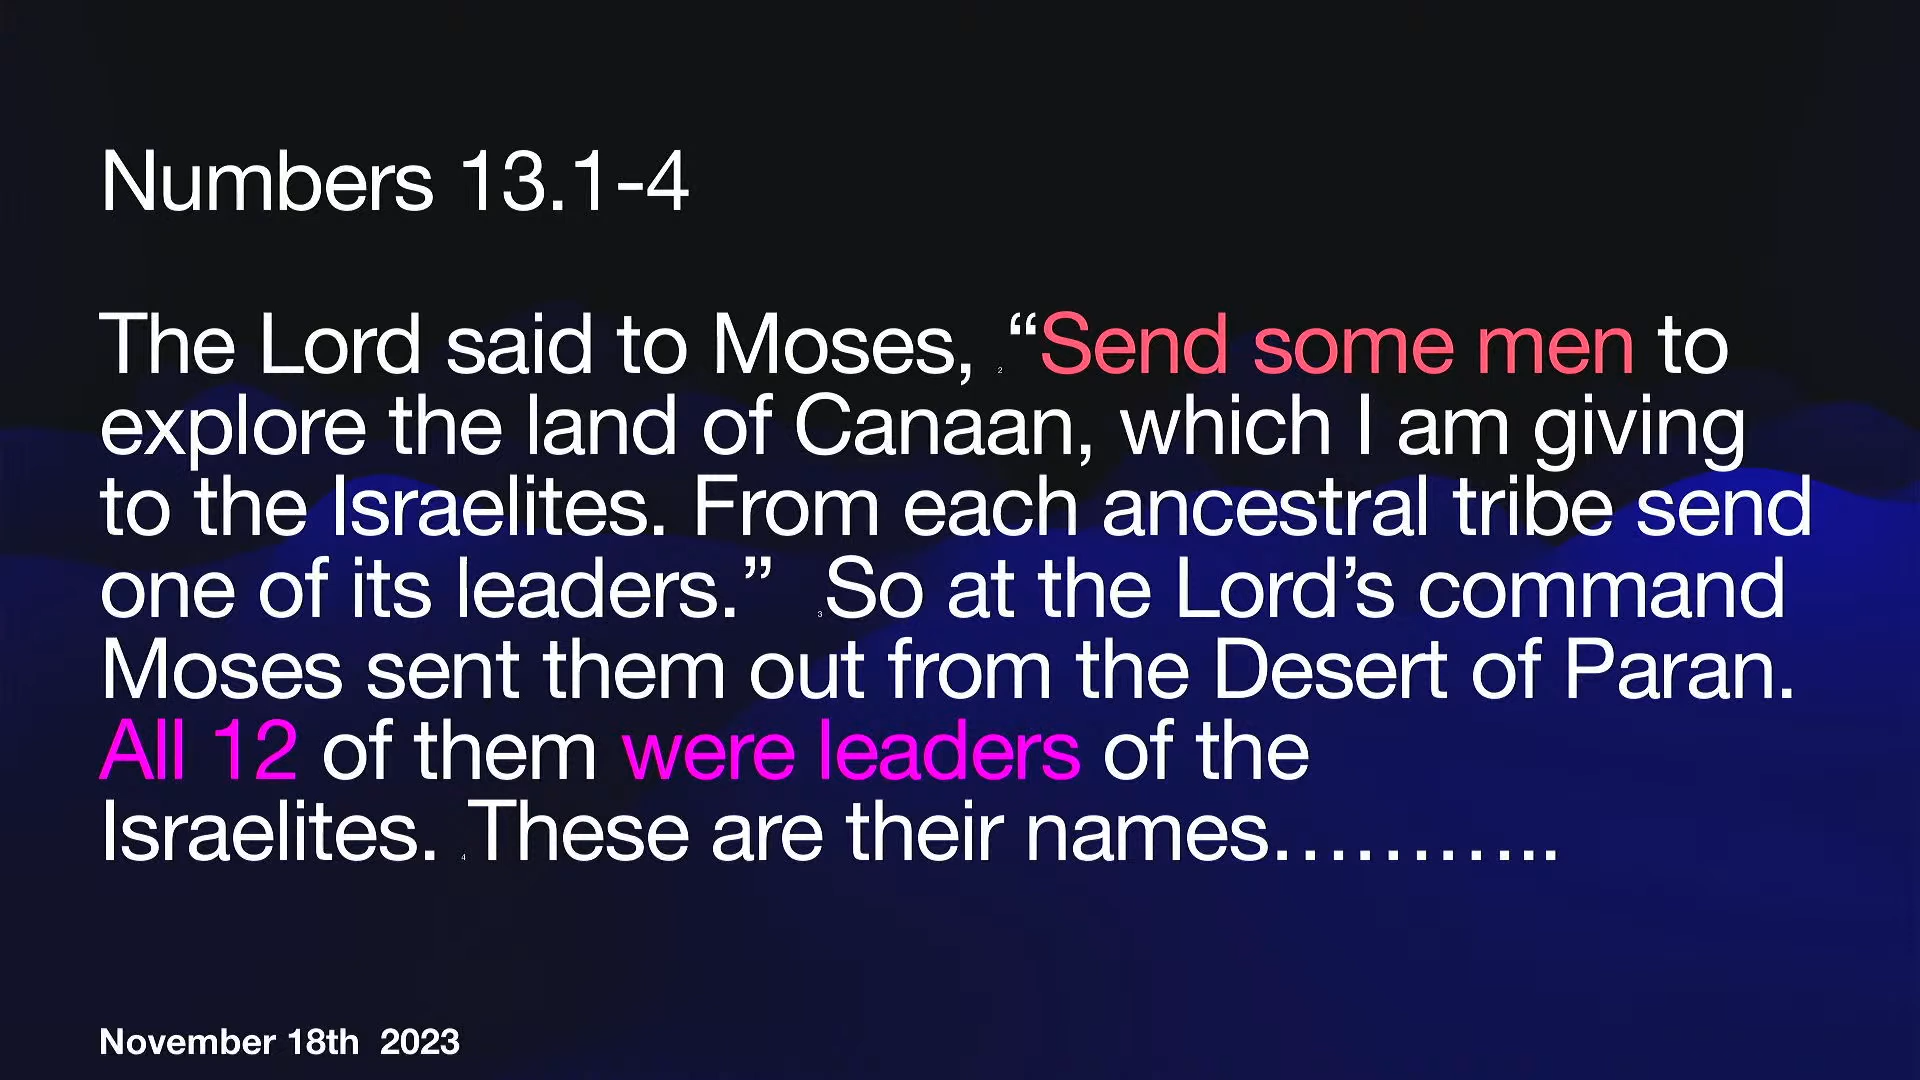 Numbers 13.1-4
The Lord said to Moses, 2 “Send some men to
explore the land of Canaan, which I am giving
to the Israelites. From each ancestral tribe send
one of its leaders.” 3 So at the Lord’s command
Moses sent them out from the Desert of Paran.
All 12 of them were leaders of the
Israelites. 4 These are their names………..
November 18th 2023